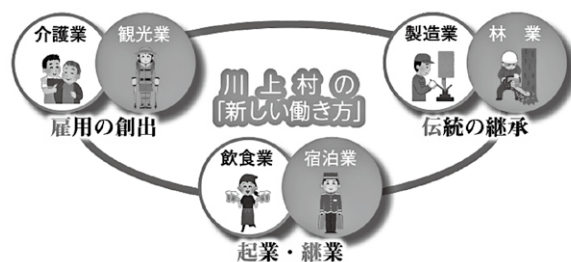 介護業 観光業
雇用の創出
製造業 林業
伝統の継承
川上村の
「新しい働き方」
飲食業 宿泊業
起業・継業